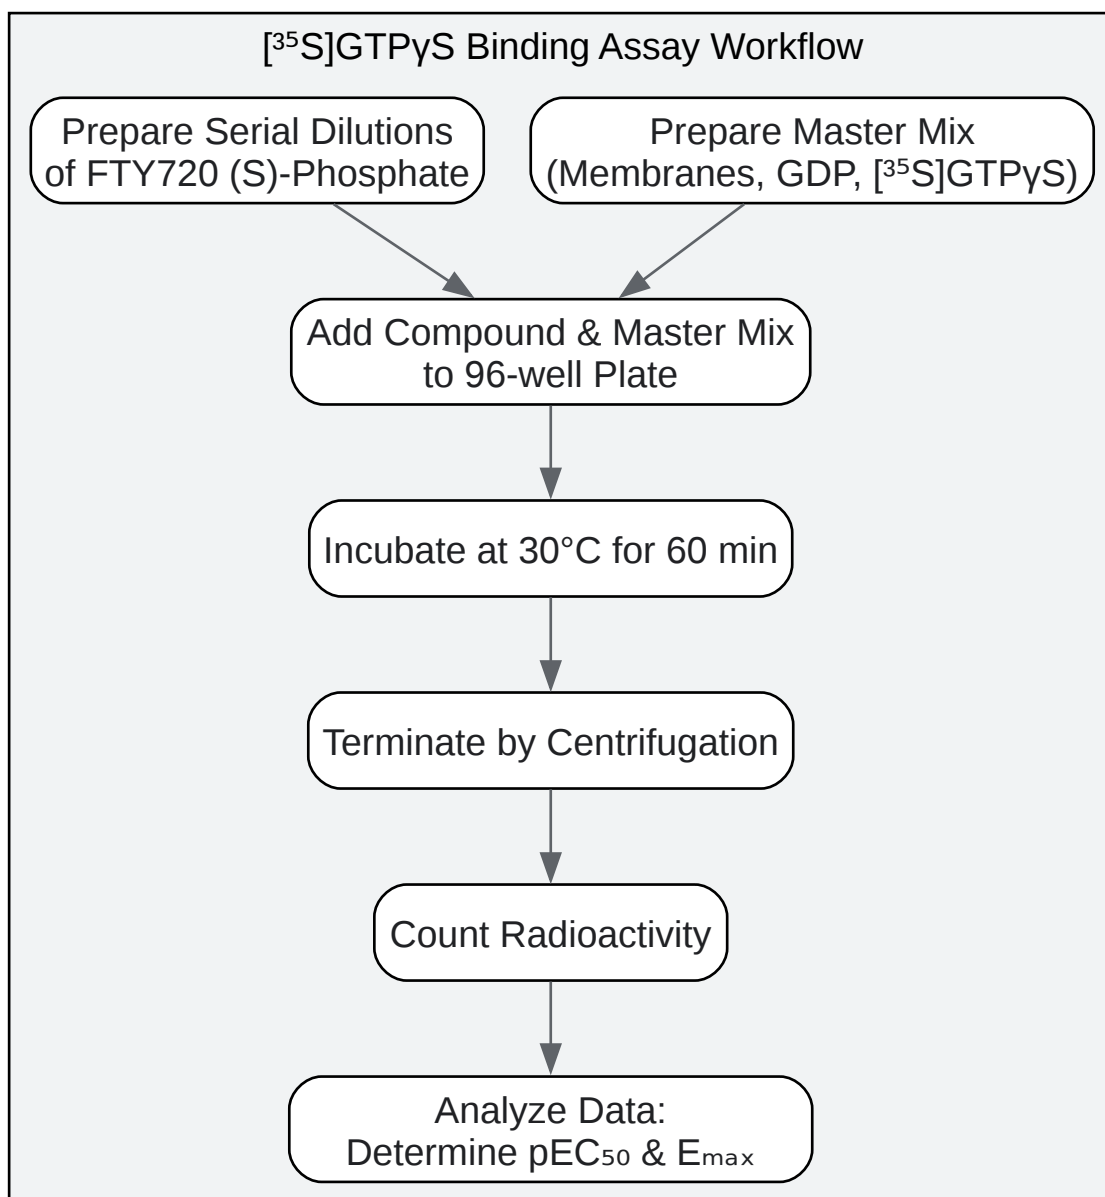 [³⁵S]GTPγS Binding Assay Workflow
Prepare Serial Dilutions
of FTY720 (S)-Phosphate
Prepare Master Mix
(Membranes, GDP, [³⁵S]GTPγS)
Add Compound & Master Mix
to 96-well Plate
Incubate at 30°C for 60 min
Terminate by Centrifugation
Count Radioactivity
Analyze Data:
Determine pEC₅₀ & Eₘₐₓ